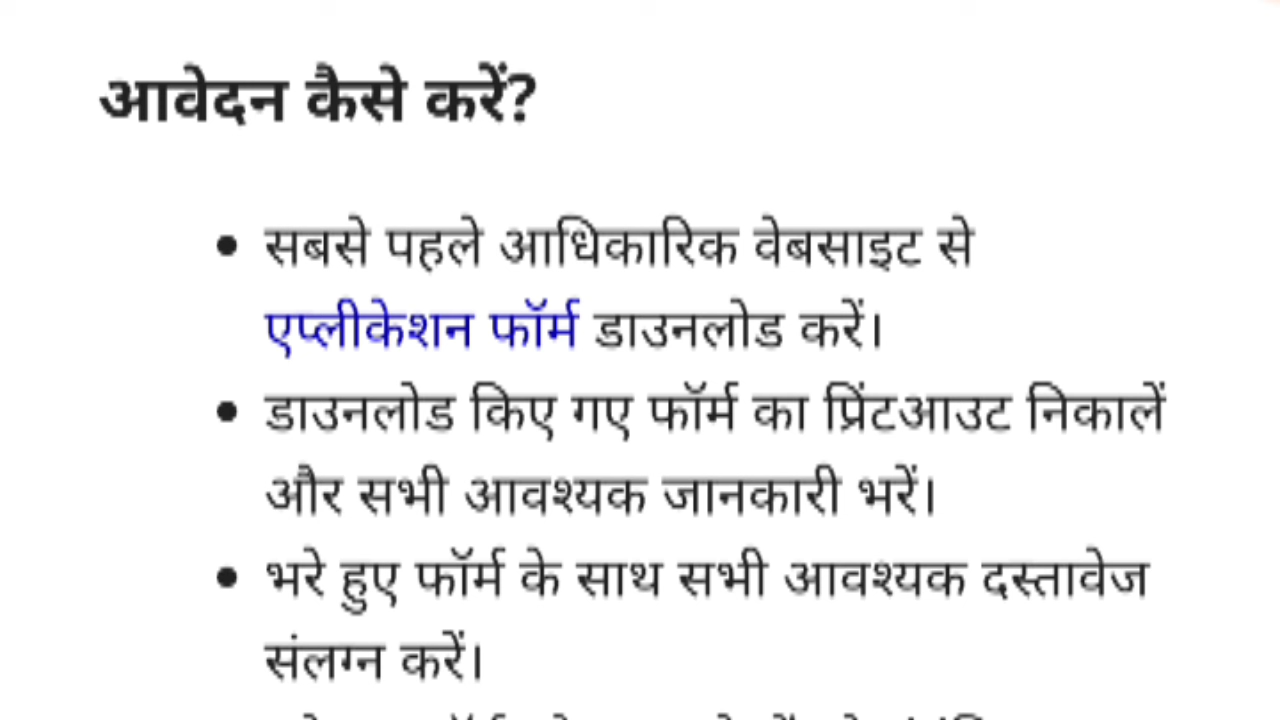 आवेदन कैसे करें?
• सबसे पहले आधिकारिक वेबसाइट से
एप्लीकेशन फॉर्म डाउनलोड करें।
• डाउनलोड किए गए फॉर्म का प्रिंटआउट निकालें
और सभी आवश्यक जानकारी भरें।
• भरे हुए फॉर्म के साथ सभी आवश्यक दस्तावेज
संलग्न करें।